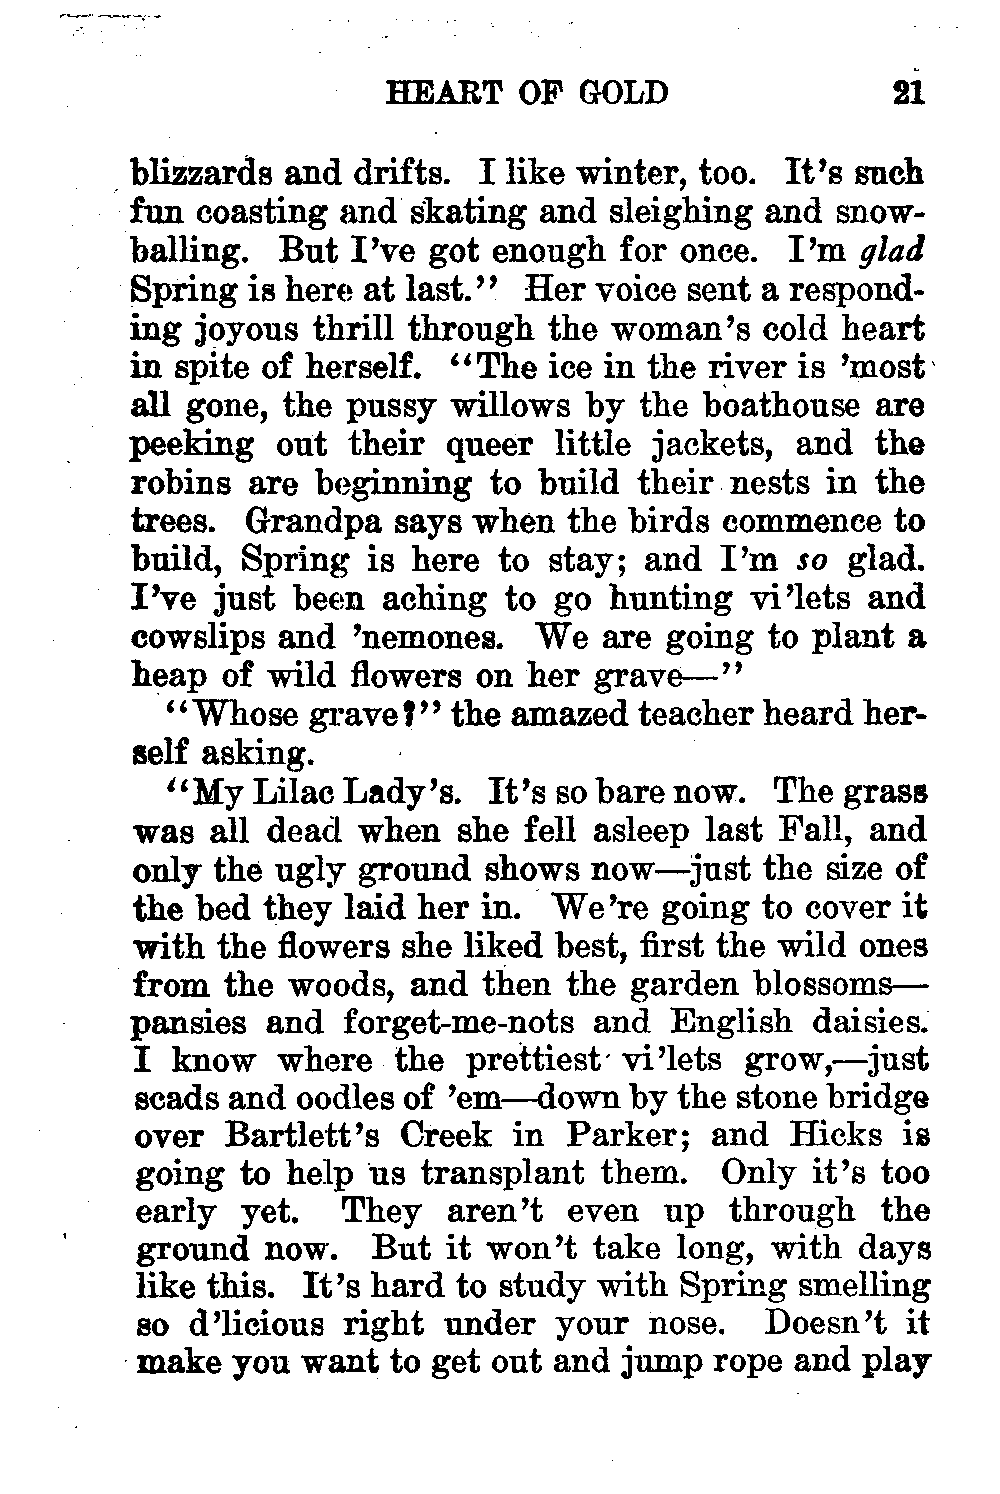 HEART OF GOLD 21
blizzards and drifts. I like winter, too. It's such
fun coasting and skating and sleighing and snow-
balling. But I've got enough for once. I'm glad
Spring is here at last." Her voice sent a respond-
ing joyous thrill through the woman's cold heart
in spite of herself. "The ice in the river is 'most
all gone, the pussy willows by the boathouse are
peeking out their queer little jackets, and the
robins are beginning to build their nests in the
trees. Grandpa says when the birds commence to
build, Spring is here to stay; and I'm so glad.
I've just been aching to go hunting vi'lets and
cowslips and 'nemones. We are going to plant a
heap of wild flowers on her grave—"
"Whose grave?" the amazed teacher heard her-
self asking.
"My Lilac Lady's. It's so bare now. The grass
was all dead when she fell asleep last Fall, and
only the ugly ground shows now—just the size of
the bed they laid her in. We're going to cover it
with the flowers she liked best, first the wild ones
from the woods, and then the garden blossoms—
pansies and forget-me-nots and English daisies.
I know where the prettiest vi'lets grow,—just
scads and oodles of 'em—down by the stone bridge
over Bartlett's Creek in Parker; and Hicks is
going to help us transplant them. Only it's too
early yet. They aren't even up through the
ground now. But it won't take long, with days
like this. It's hard to study with Spring smelling
so d'licious right under your nose. Doesn't it
make you want to get out and jump rope and play